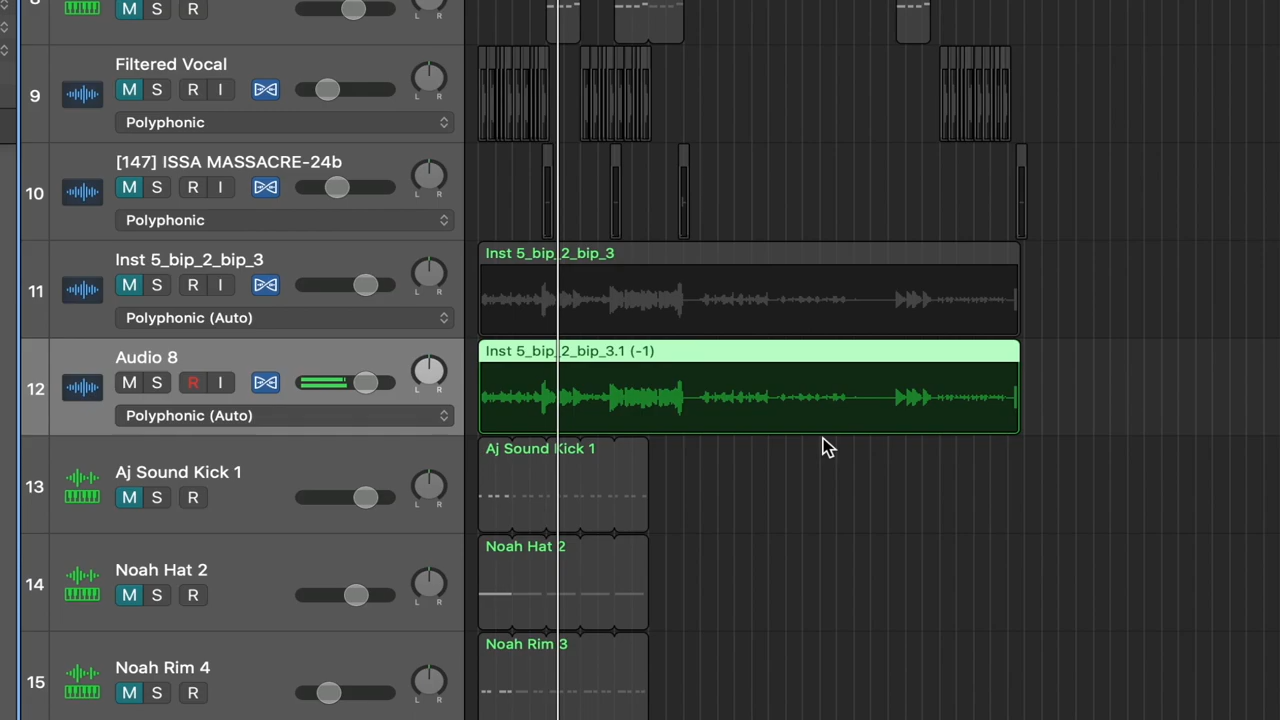 8
M S R
9
Filtered Vocal
M S R I
L R
Polyphonic
10
[147] ISSA MASSACRE-24b
M S R I
L R
Polyphonic
11
Inst 5_bip_2_bip_3
M S R I
L R
Polyphonic (Auto)
Inst 5_bip_2_bip_3
12
Audio 8
M S R I
L R
Polyphonic (Auto)
Inst 5_bip_2_bip_3.1 (-1)
13
Aj Sound Kick 1
M S R
L R
Aj Sound Kick 1
14
Noah Hat 2
M S R
L R
Noah Hat 2
15
Noah Rim 4
M S R
L R
Noah Rim 3